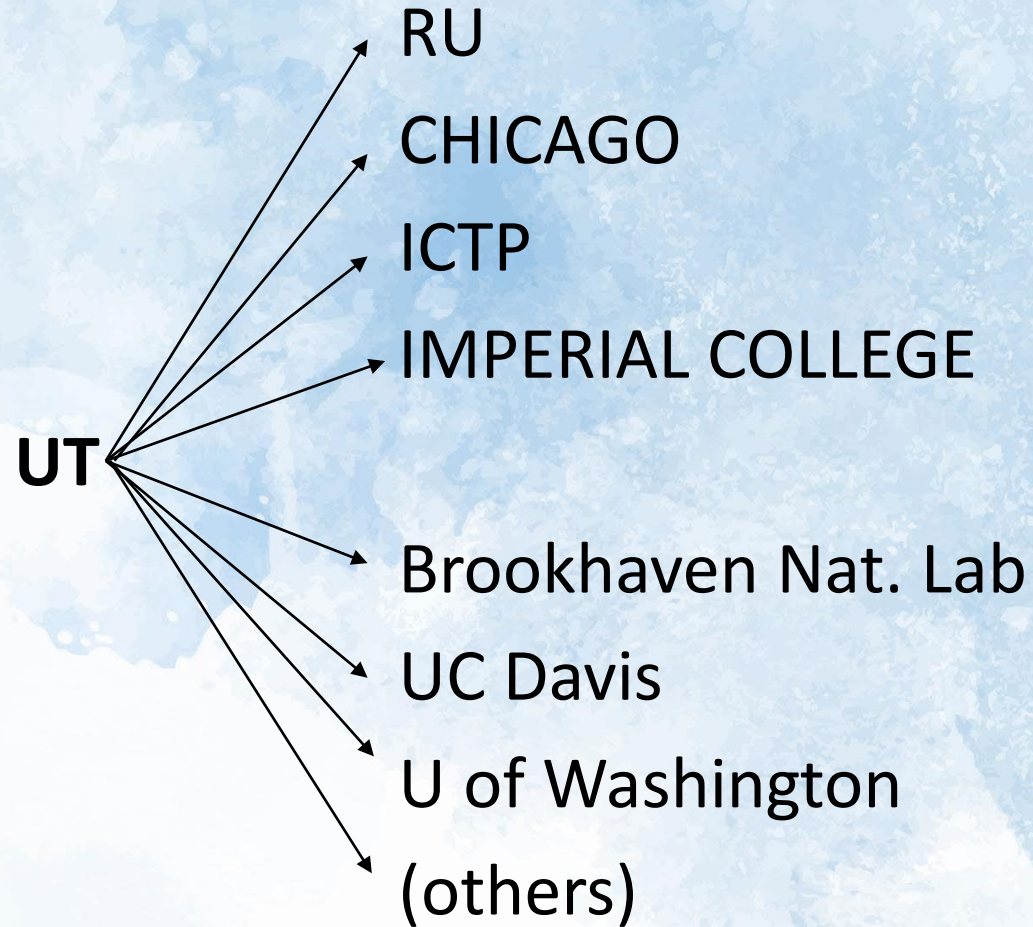 RU
CHICAGO
ICTP
IMPERIAL COLLEGE
UT
Brookhaven Nat. Lab
UC Davis
U of Washington
(others)